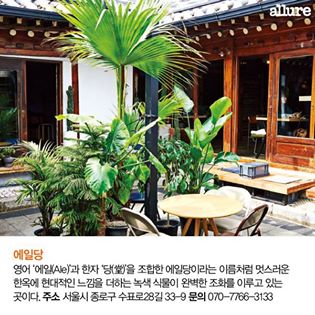 allure
에일당
영어 '에일(Ale)'과 한자 '당(堂)'을 조합한 에일당이라는 이름처럼 멋스러운
한옥에 현대적인 느낌을 더하는 녹색 식물이 완벽한 조화를 이루고 있는
곳이다. 주소 서울시 종로구 수표로28길 33-9 문의 070-7766-3133